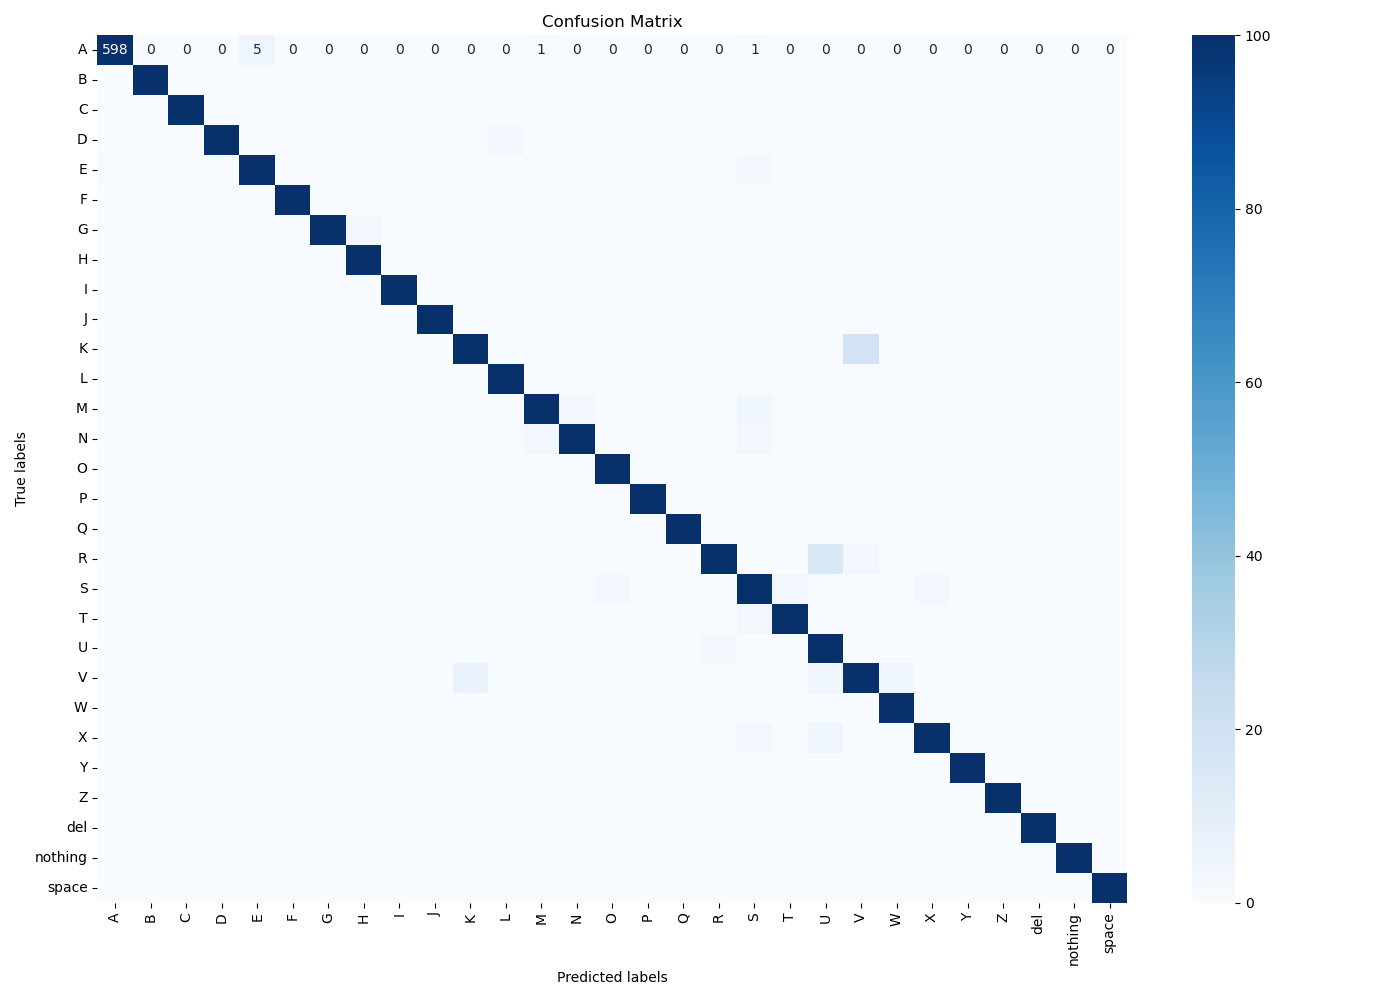 Confusion Matrix
A 598 0 0 0 5 0 0 0 0 0 0 0 1 0 0 0 0 0 1 0 0 0 0 0 0 0 0 0 0
B
C
D
E
F
G
H
I
J
K
L
M
N
O
P
Q
R
S
T
U
V
W
X
Y
Z
del
nothing
space
True labels
A B C D E F G H I J K L M N O P Q R S T U V W X Y Z del nothing space
Predicted labels
100
80
60
40
20
0